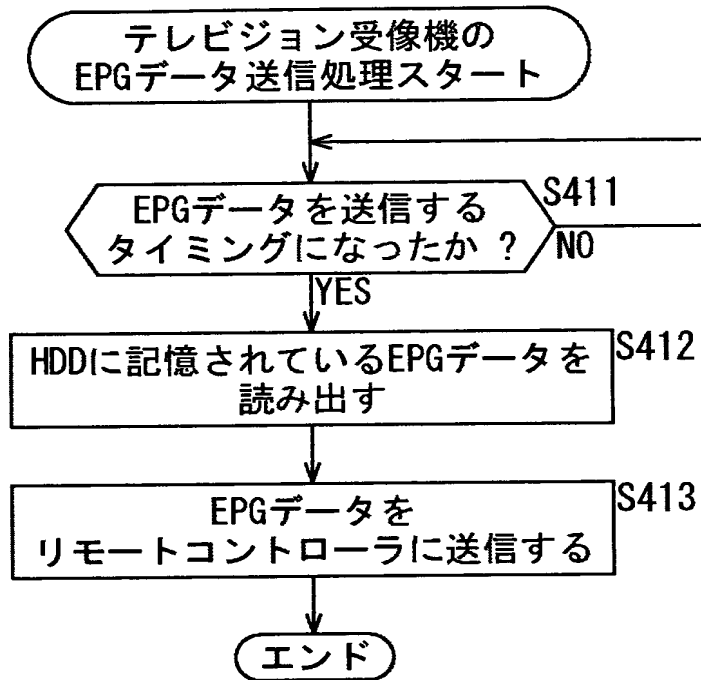 テレビジョン受像機の
EPGデータ送信処理スタート
EPGデータを送信する
タイミングになったか ?
S411
NO
YES
HDDに記憶されているEPGデータを
読み出す
S412
EPGデータを
リモートコントローラに送信する
S413
エンド